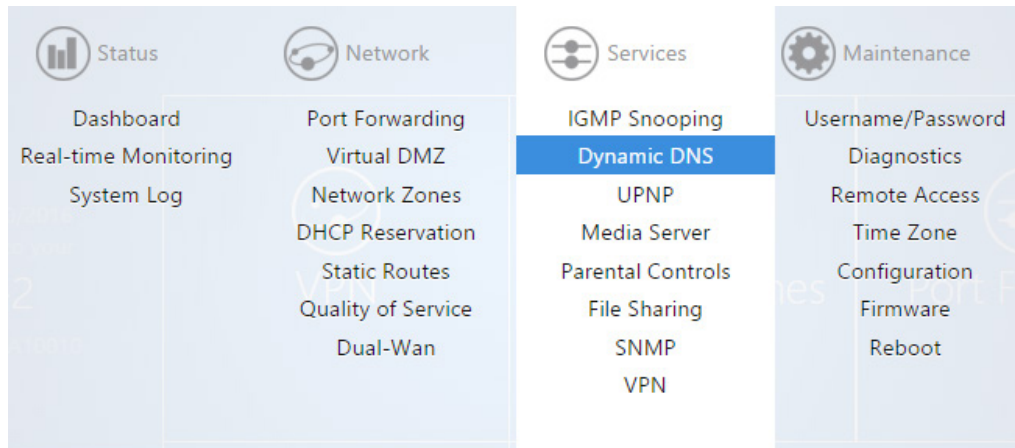 Status
Network
Services
Maintenance
Dashboard
Port Forwarding
IGMP Snooping
Username/Password
Real-time Monitoring
Virtual DMZ
Dynamic DNS
Diagnostics
System Log
Network Zones
UPNP
Remote Access
DHCP Reservation
Media Server
Time Zone
Static Routes
Parental Controls
Configuration
VPN
Port F
Quality of Service
File Sharing
Firmware
Dual-Wan
SNMP
Reboot
VPN